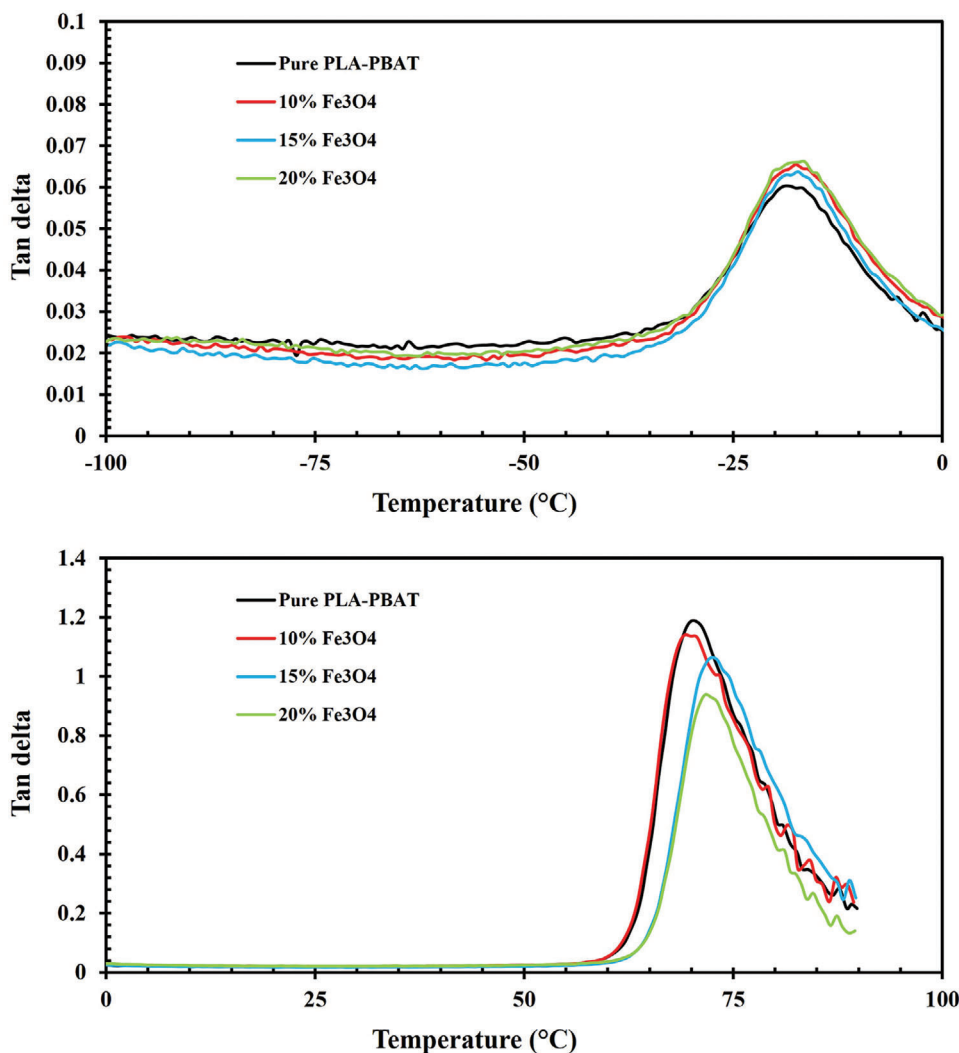 0.1
0.09
0.08
0.07
0.06
0.05
0.04
0.03
0.02
0.01
0
Tan delta
Pure PLA-PBAT
10% Fe3O4
15% Fe3O4
20% Fe3O4
-100
-75
-50
-25
0
Temperature (°C)
1.4
1.2
1
0.8
0.6
0.4
0.2
0
Tan delta
Pure PLA-PBAT
10% Fe3O4
15% Fe3O4
20% Fe3O4
0
25
50
75
100
Temperature (°C)